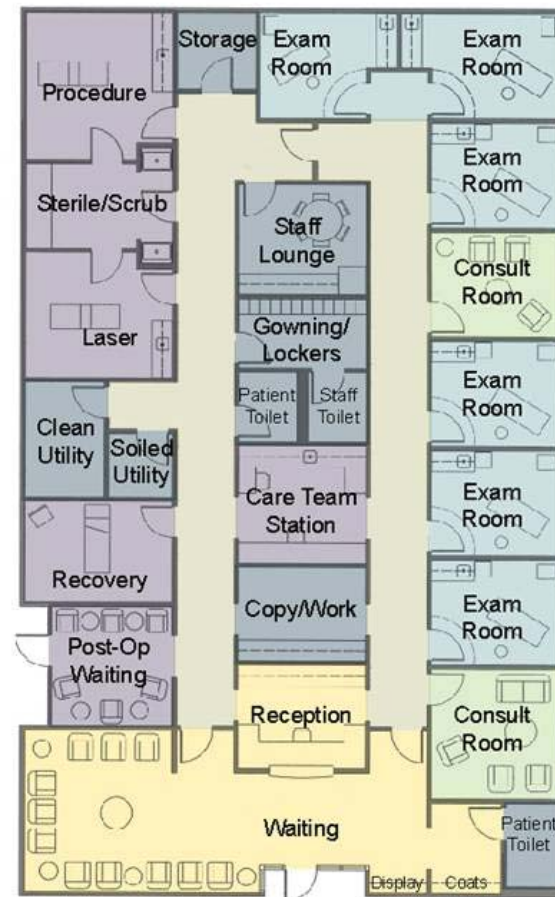 Storage
Exam
Room
Exam
Room
Procedure
Exam
Room
Sterile/Scrub
Staff
Lounge
Consult
Room
Laser
Gowning/
Lockers
Exam
Room
Patient
Toilet
Staff
Toilet
Clean
Utility
Soiled
Utility
Care Team
Station
Exam
Room
Recovery
Copy/Work
Exam
Room
Post-Op
Waiting
Reception
Consult
Room
Waiting
Patient
Toilet
Display
Coats